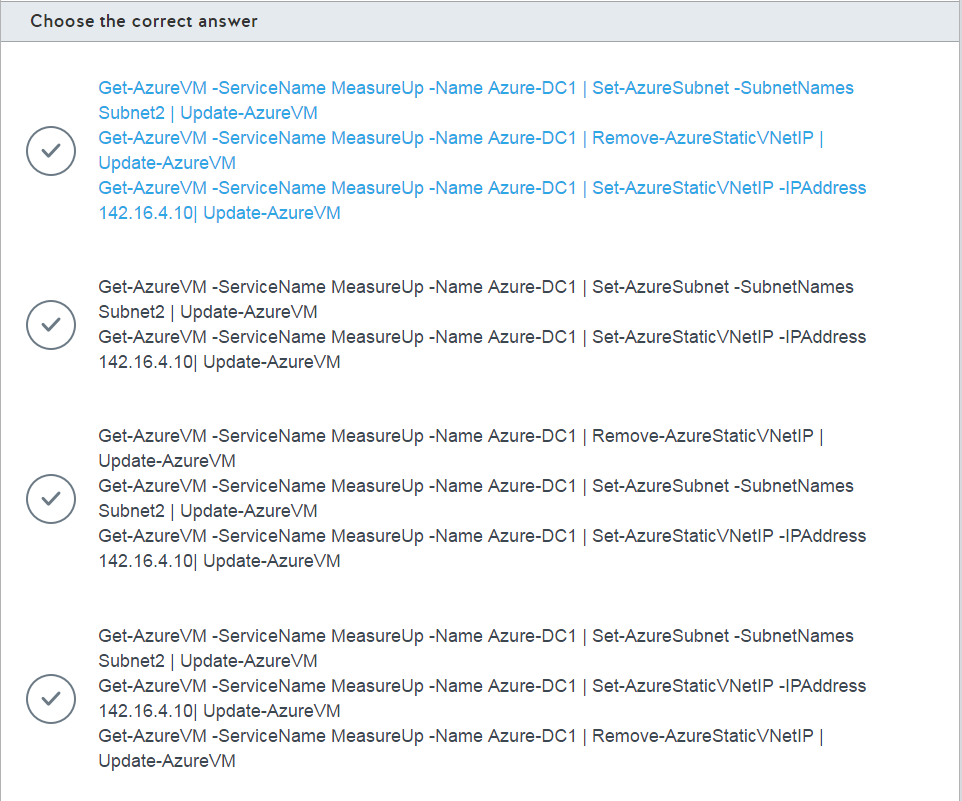 Choose the correct answer
Get-AzureVM -ServiceName MeasureUp -Name Azure-DC1 | Set-AzureSubnet -SubnetNames
Subnet2 | Update-AzureVM
Get-AzureVM -ServiceName MeasureUp -Name Azure-DC1 | Remove-AzureStaticVNetIP |
Update-AzureVM
Get-AzureVM -ServiceName MeasureUp -Name Azure-DC1 | Set-AzureStaticVNetIP -IPAddress
142.16.4.10| Update-AzureVM
Get-AzureVM -ServiceName MeasureUp -Name Azure-DC1 | Set-AzureSubnet -SubnetNames
Subnet2 | Update-AzureVM
Get-AzureVM -ServiceName MeasureUp -Name Azure-DC1 | Set-AzureStaticVNetIP -IPAddress
142.16.4.10| Update-AzureVM
Get-AzureVM -ServiceName MeasureUp -Name Azure-DC1 | Remove-AzureStaticVNetIP |
Update-AzureVM
Get-AzureVM -ServiceName MeasureUp -Name Azure-DC1 | Set-AzureSubnet -SubnetNames
Subnet2 | Update-AzureVM
Get-AzureVM -ServiceName MeasureUp -Name Azure-DC1 | Set-AzureStaticVNetIP -IPAddress
142.16.4.10| Update-AzureVM
Get-AzureVM -ServiceName MeasureUp -Name Azure-DC1 | Set-AzureSubnet -SubnetNames
Subnet2 | Update-AzureVM
Get-AzureVM -ServiceName MeasureUp -Name Azure-DC1 | Set-AzureStaticVNetIP -IPAddress
142.16.4.10| Update-AzureVM
Get-AzureVM -ServiceName MeasureUp -Name Azure-DC1 | Remove-AzureStaticVNetIP |
Update-AzureVM